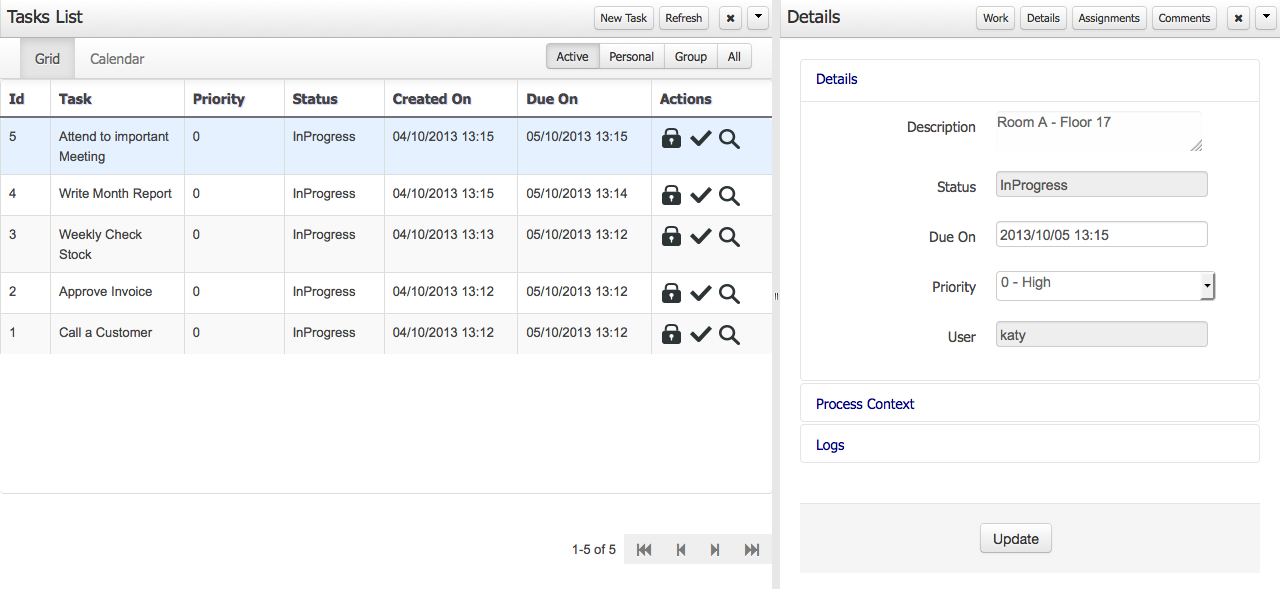 Tasks List New Task Refresh
Grid Calendar Active Personal Group All
Id Task Priority Status Created On Due On Actions
5 Attend to important Meeting 0 InProgress 04/10/2013 13:15 05/10/2013 13:15
4 Write Month Report 0 InProgress 04/10/2013 13:15 05/10/2013 13:14
3 Weekly Check Stock 0 InProgress 04/10/2013 13:13 05/10/2013 13:12
2 Approve Invoice 0 InProgress 04/10/2013 13:12 05/10/2013 13:12
1 Call a Customer 0 InProgress 04/10/2013 13:12 05/10/2013 13:12
1-5 of 5
Details Work Details Assignments Comments
Details
Description Room A - Floor 17
Status InProgress
Due On 2013/10/05 13:15
Priority 0 - High
User katy
Process Context
Logs
Update